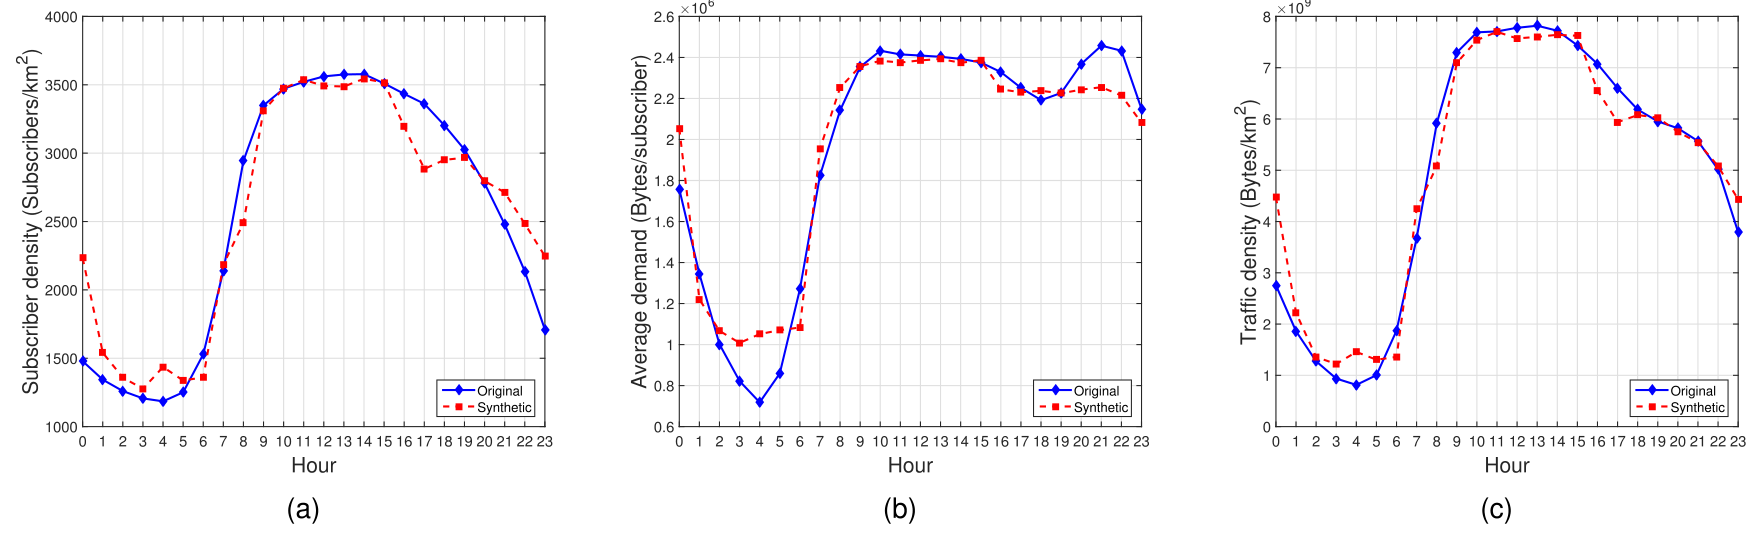 Subscriber density (Subscribers/km²)
4000
3500
3000
2500
2000
1500
1000
0 1 2 3 4 5 6 7 8 9 10 11 12 13 14 15 16 17 18 19 20 21 22 23
Hour
Original
Synthetic
(a)
Average demand (Bytes/subscriber)
×10⁶
2.6
2.4
2.2
2
1.8
1.6
1.4
1.2
1
0.8
0.6
0 1 2 3 4 5 6 7 8 9 10 11 12 13 14 15 16 17 18 19 20 21 22 23
Hour
Original
Synthetic
(b)
Traffic density (Bytes/km²)
×10⁹
8
7
6
5
4
3
2
1
0
0 1 2 3 4 5 6 7 8 9 10 11 12 13 14 15 16 17 18 19 20 21 22 23
Hour
Original
Synthetic
(c)